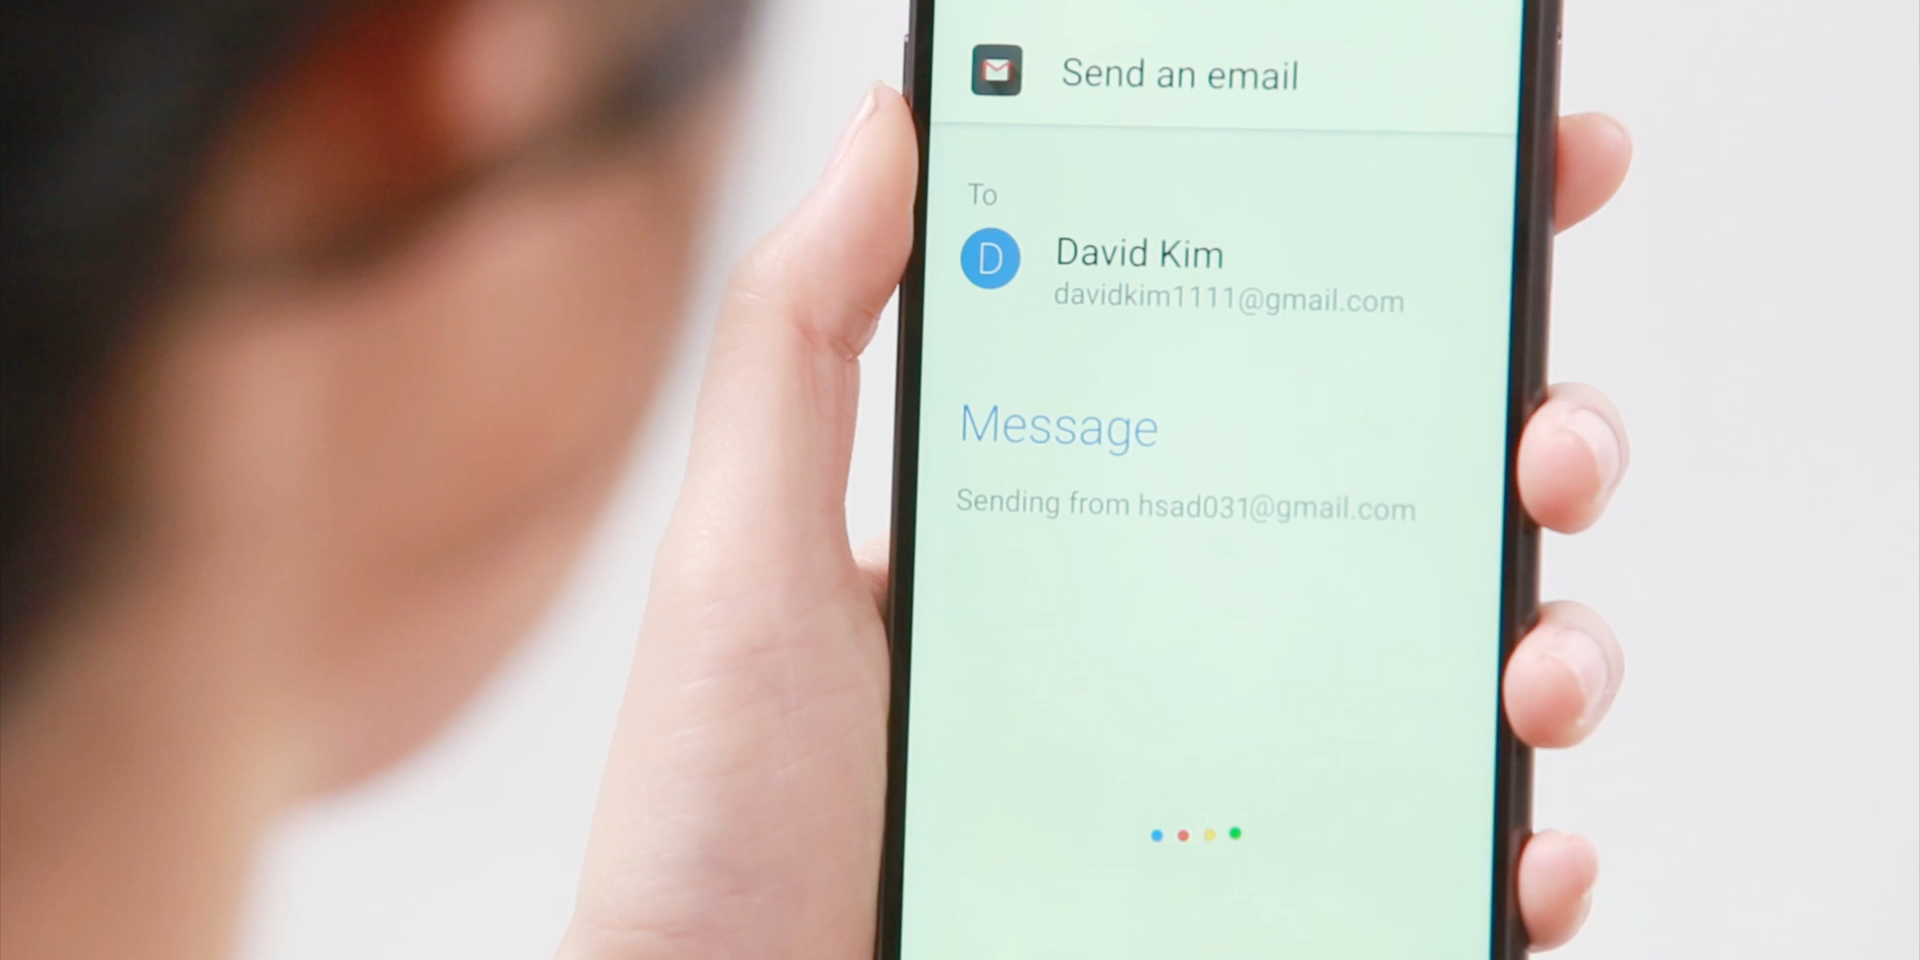 Send an email
To
D
David Kim
davidkim1111@gmail.com
Message
Sending from hsad031@gmail.com